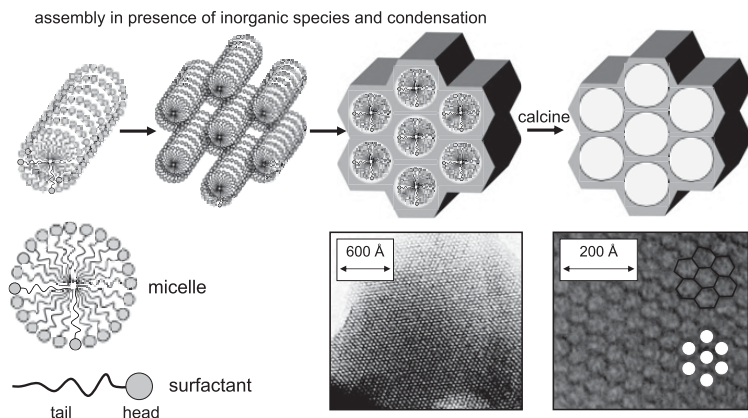 assembly in presence of inorganic species and condensation
calcine
600 Å
200 Å
micelle
surfactant
tail
head